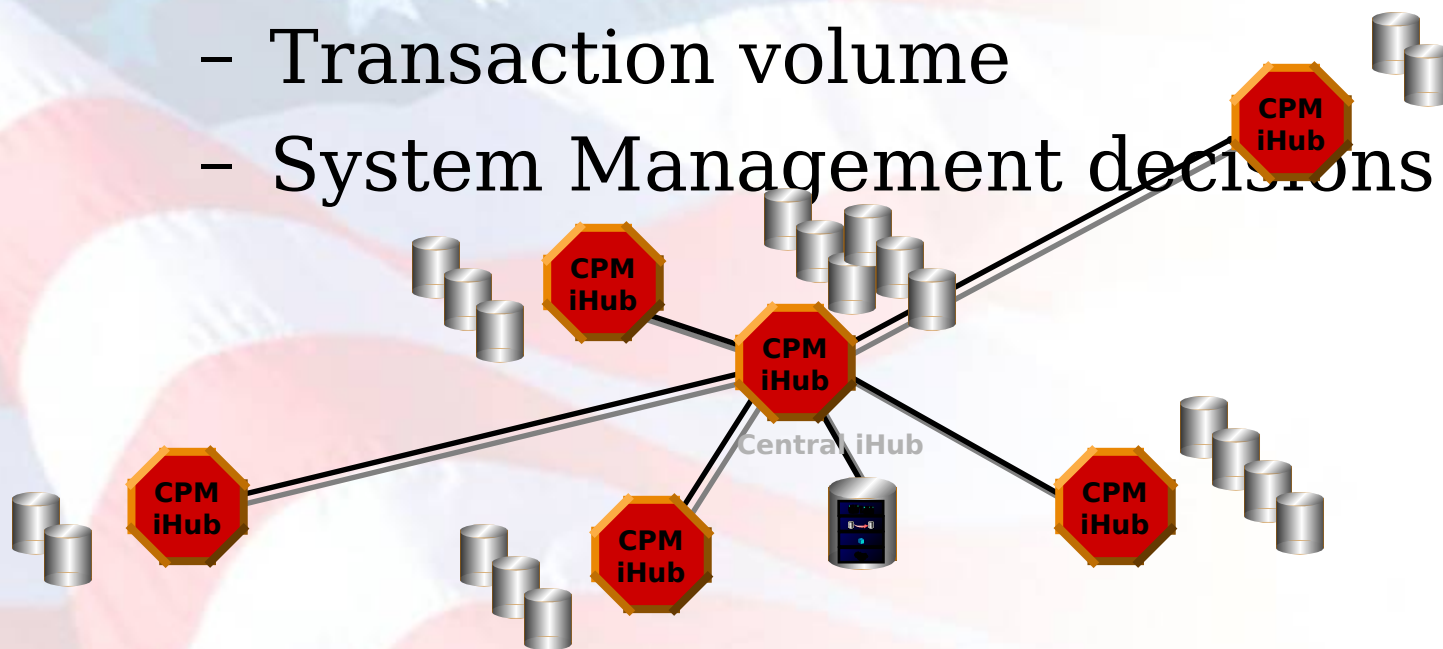 – Transaction volume
– System Management decisions
CPM
iHub
CPM
iHub
CPM
iHub
Central iHub
CPM
iHub
CPM
iHub
CPM
iHub